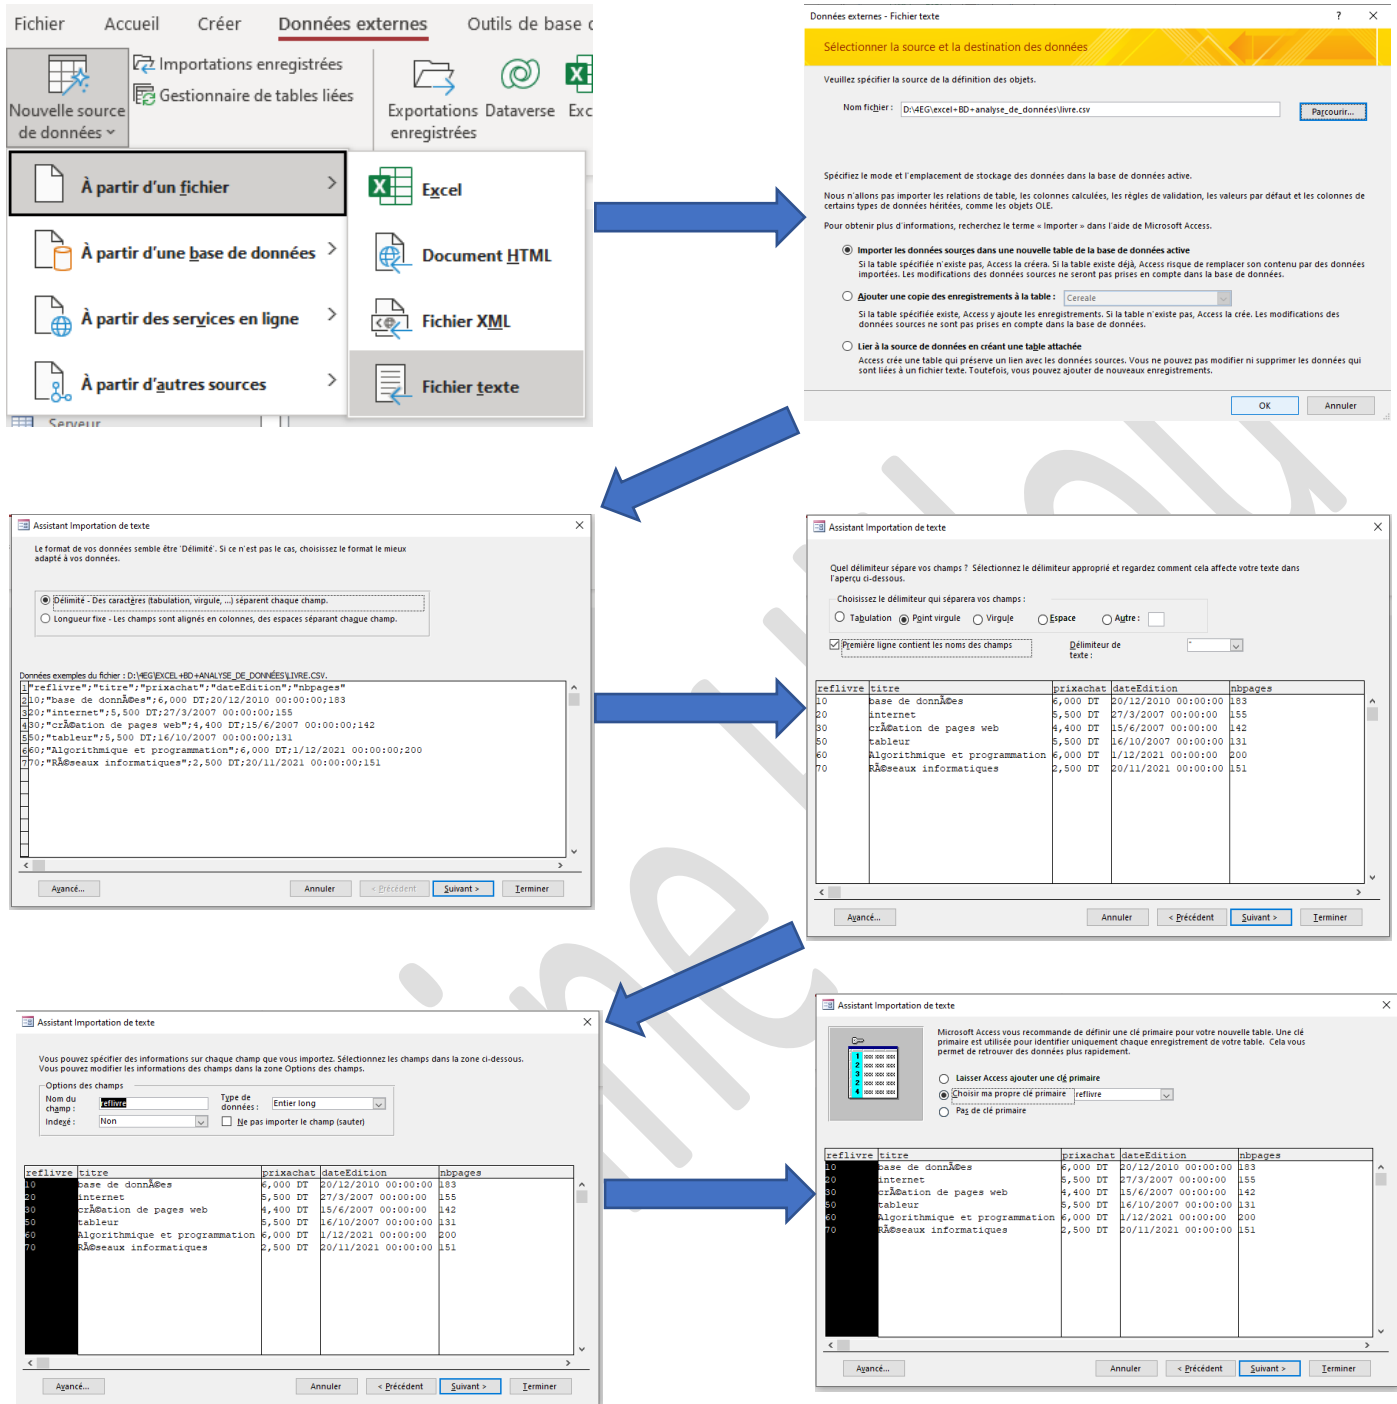 Fichier Accueil Créer Données externes Outils de base d
Nouvelle source
de données
Importations enregistrées
Gestionnaire de tables liées
Exportations
enregistrées
Dataverse
Exc
À partir d'un fichier
À partir d'une base de données
À partir des services en ligne
À partir d'autres sources
Excel
Document HTML
Fichier XML
Fichier texte
Serveur
Données externes - Fichier texte
Sélectionner la source et la destination des données
Veuillez spécifier la source de la définition des objets.
Nom fichier : D:\4EG\excel+BD+analyse_de_données\livre.csv Parcourir...
Spécifiez le mode et l'emplacement de stockage des données dans la base de données active.
Nous n'allons pas importer les relations de table, les colonnes calculées, les règles de validation, les valeurs par défaut et les colonnes de
certains types de données héritées, comme les objets OLE.
Pour obtenir plus d'informations, recherchez le terme « Importer » dans l'aide de Microsoft Access.
Importer les données sources dans une nouvelle table de la base de données active
Si la table spécifiée n'existe pas, Access la créera. Si la table existe déjà, Access risque de remplacer son contenu par des données
importées. Les modifications des données sources ne seront pas prises en compte dans la base de données.
Ajouter une copie des enregistrements à la table : Cereale
Si la table spécifiée existe, Access y ajoute les enregistrements. Si la table n'existe pas, Access la crée. Les modifications des
données sources ne sont pas prises en compte dans la base de données.
Lier à la source de données en créant une table attachée
Access crée une table qui préserve un lien avec les données sources. Vous ne pouvez pas modifier ni supprimer les données qui
sont liées à un fichier texte. Toutefois, vous pouvez ajouter de nouveaux enregistrements.
OK Annuler
Assistant Importation de texte
Le format de vos données semble être 'Délimité'. Si ce n'est pas le cas, choisissez le format le mieux
adapté à vos données.
Délimité - Des caractères (tabulation, virgule, ...) séparent chaque champ.
Longueur fixe - Les champs sont alignés en colonnes, des espaces séparant chaque champ.
Données exemples du fichier : D:\4EG\EXCEL+BD+ANALYSE_DE_DONNÉES\LIVRE.CSV.
1 "reflivre";"titre";"prixachat";"dateEdition";"nbpages"
2 10;"base de donnÃ©es";6,000 DT;20/12/2010 00:00:00;183
3 20;"internet";5,500 DT;27/3/2007 00:00:00;155
4 30;"crÃ©ation de pages web";4,400 DT;15/6/2007 00:00:00;142
5 50;"tableur";5,500 DT;16/10/2007 00:00:00;131
6 60;"Algorithmique et programmation";6,000 DT;1/12/2021 00:00:00;200
7 70;"RÃ©seaux informatiques";2,500 DT;20/11/2021 00:00:00;151
Avancé... Annuler < Précédent Suivant > Terminer
Assistant Importation de texte
Quel délimiteur sépare vos champs ? Sélectionnez le délimiteur approprié et regardez comment cela affecte votre texte dans
l'aperçu ci-dessous.
Choisissez le délimiteur qui séparera vos champs :
Tabulation Point virgule Virgule Espace Autre :
Première ligne contient les noms des champs Délimiteur de
texte : "
reflivre titre prixachat dateEdition nbpages
10 base de donnÃ©es 6,000 DT 20/12/2010 00:00:00 183
20 internet 5,500 DT 27/3/2007 00:00:00 155
30 crÃ©ation de pages web 4,400 DT 15/6/2007 00:00:00 142
50 tableur 5,500 DT 16/10/2007 00:00:00 131
60 Algorithmique et programmation 6,000 DT 1/12/2021 00:00:00 200
70 RÃ©seaux informatiques 2,500 DT 20/11/2021 00:00:00 151
Avancé... Annuler < Précédent Suivant > Terminer
Assistant Importation de texte
Vous pouvez spécifier des informations sur chaque champ que vous importez. Sélectionnez les champs dans la zone ci-dessous.
Vous pouvez modifier les informations des champs dans la zone Options des champs.
Options des champs
Nom du
champ : reflivre Type de
données : Entier long
Indexé : Non Ne pas importer le champ (sauter)
reflivre titre prixachat dateEdition nbpages
10 base de donnÃ©es 6,000 DT 20/12/2010 00:00:00 183
20 internet 5,500 DT 27/3/2007 00:00:00 155
30 crÃ©ation de pages web 4,400 DT 15/6/2007 00:00:00 142
50 tableur 5,500 DT 16/10/2007 00:00:00 131
60 Algorithmique et programmation 6,000 DT 1/12/2021 00:00:00 200
70 RÃ©seaux informatiques 2,500 DT 20/11/2021 00:00:00 151
Avancé... Annuler < Précédent Suivant > Terminer
Assistant Importation de texte
Microsoft Access vous recommande de définir une clé primaire pour votre nouvelle table. Une clé
primaire est utilisée pour identifier uniquement chaque enregistrement de votre table. Cela vous
permet de retrouver des données plus rapidement.
Laisser Access ajouter une clé primaire
Choisir ma propre clé primaire reflivre
Pas de clé primaire
reflivre titre prixachat dateEdition nbpages
10 base de donnÃ©es 6,000 DT 20/12/2010 00:00:00 183
20 internet 5,500 DT 27/3/2007 00:00:00 155
30 crÃ©ation de pages web 4,400 DT 15/6/2007 00:00:00 142
50 tableur 5,500 DT 16/10/2007 00:00:00 131
60 Algorithmique et programmation 6,000 DT 1/12/2021 00:00:00 200
70 RÃ©seaux informatiques 2,500 DT 20/11/2021 00:00:00 151
Avancé... Annuler < Précédent Suivant > Terminer